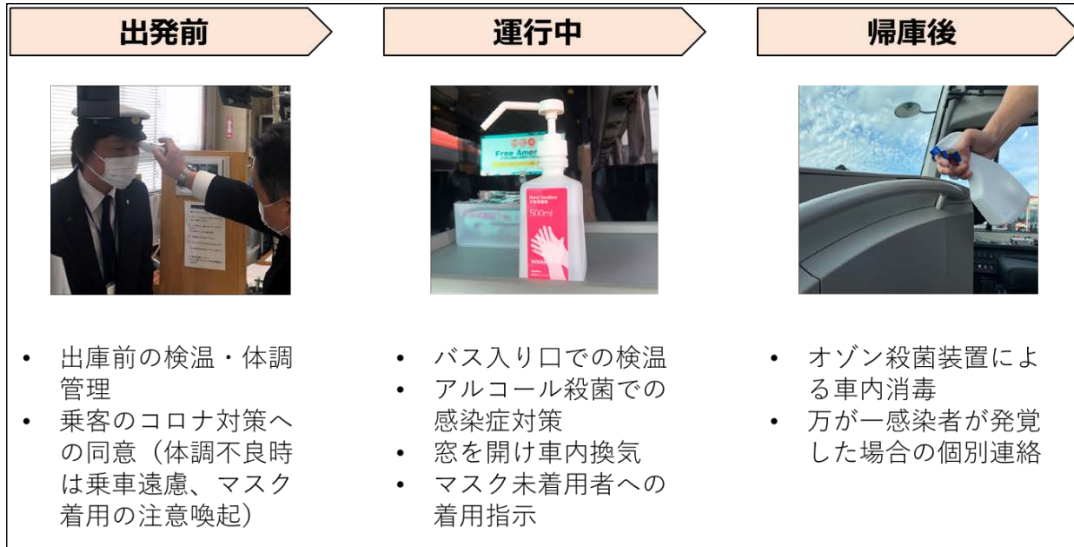 出発前
運行中
帰庫後
Free Amer
500ml
• 出庫前の検温・体調
管理
• 乗客のコロナ対策へ
の同意（体調不良時
は乗車遠慮、マスク
着用の注意喚起）
• バス入り口での検温
• アルコール殺菌での
感染症対策
• 窓を開け車内換気
• マスク未着用者への
着用指示
• オゾン殺菌装置によ
る車内消毒
• 万が一感染者が発覚
した場合の個別連絡